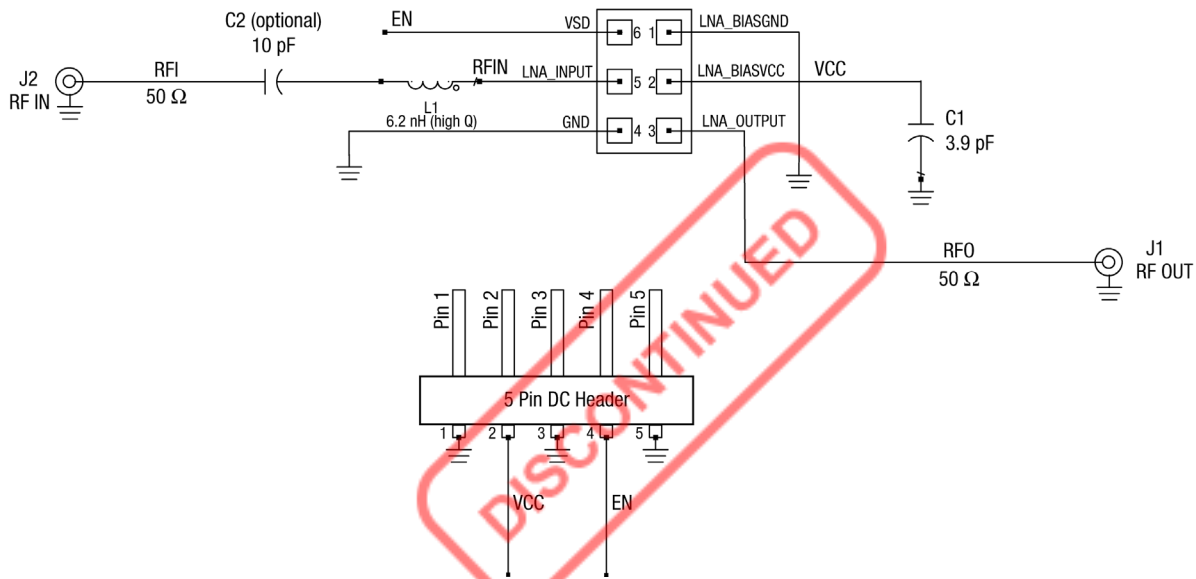 C2 (optional)
10 pF
EN
VSD
6 1
LNA_BIASGND
J2
RF IN
RFI
50 Ω
RFIN
LNA_INPUT
5 2
LNA_BIASVCC
VCC
L1
6.2 nH (high Q)
GND
4 3
LNA_OUTPUT
C1
3.9 pF
RFO
50 Ω
J1
RF OUT
Pin 1
Pin 2
Pin 3
Pin 4
Pin 5
5 Pin DC Header
1
2
3
4
5
VCC
EN
DISCONTINUED